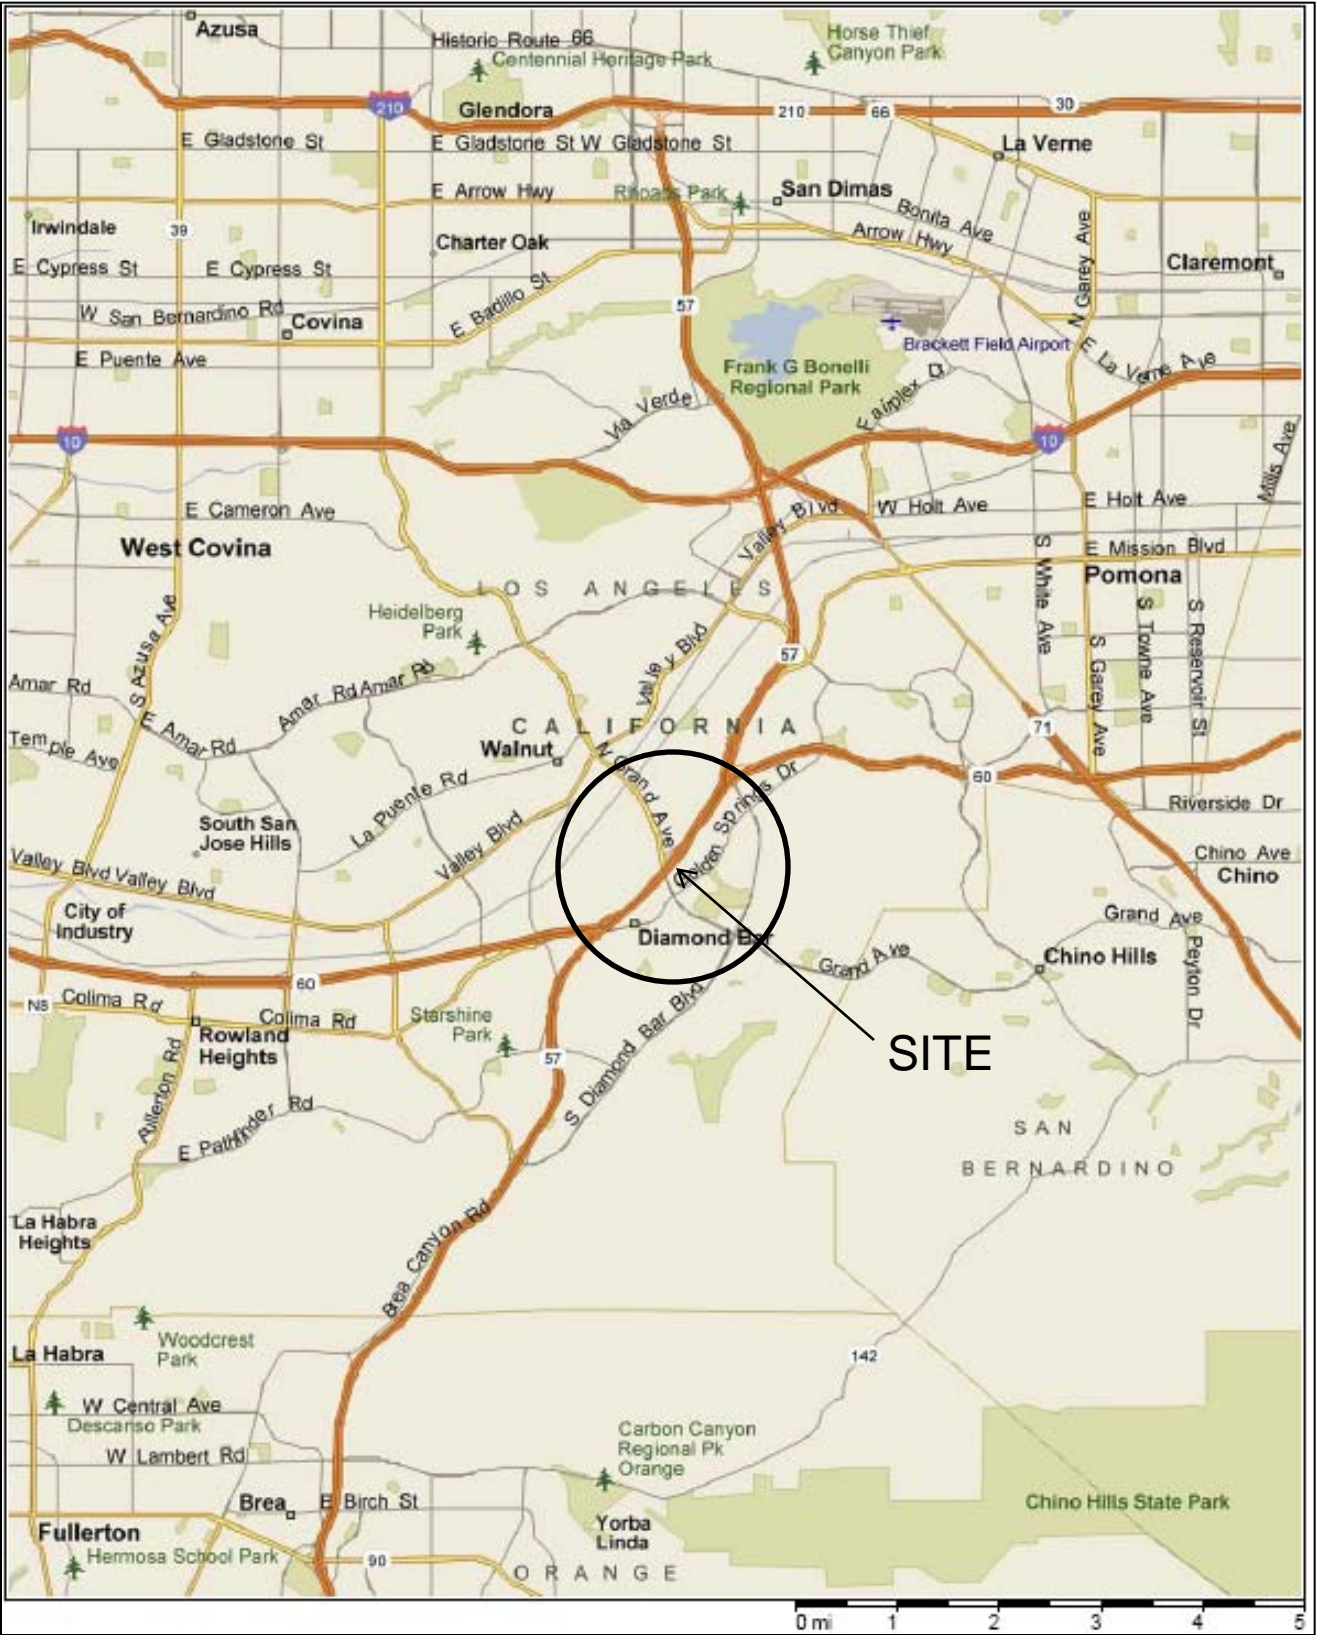 Azusa
Historic Route 66
Horse Thief
Canyon Park
Centennial Heritage Park
210
Glendora
210
66
30
E Gladstone St
E Gladstone St W Gladstone St
La Verne
E Arrow Hwy
Rhoads Park
San Dimas
Bonita Ave
Arrow Hwy
Irwindale
39
Charter Oak
N Garey Ave
Claremont
E Cypress St
E Cypress St
W San Bernardino Rd
Covina
E Badillo St
57
Brackett Field Airport
E Puente Ave
Frank G Bonelli
Regional Park
E La Verne Ave
Via Verde
Fairplex Dr
10
10
Mills Ave
E Cameron Ave
Valley Blvd
W Holt Ave
E Holt Ave
West Covina
E Mission Blvd
Pomona
LOS ANGELES
S White Ave
S Towne Ave
S Reservoir St
S Garey Ave
Heidelberg
Park
S Azusa Ave
Valley Blvd
57
Amar Rd
Amar Rd Amar Rd
E Amar Rd
Temple Ave
CALIFORNIA
71
Walnut
N Grand Ave
60
La Puente Rd
Golden Springs Dr
Riverside Dr
South San
Jose Hills
Valley Blvd
Valley Blvd Valley Blvd
Chino Ave
Chino
City of
Industry
Diamond Bar
Grand Ave
Grand Ave
Chino Hills
Peyton Dr
60
N8
Colima Rd
Colima Rd
Rowland
Heights
Starshine
Park
57
S Diamond Bar Blvd
SITE
Fullerton Rd
E Pathfinder Rd
SAN
BERNARDINO
La Habra
Heights
Brea Canyon Rd
Woodcrest
Park
La Habra
142
W Central Ave
Descanso Park
W Lambert Rd
Carbon Canyon
Regional Pk
Orange
Brea
E Birch St
Chino Hills State Park
Fullerton
Yorba
Linda
Hermosa School Park
90
ORANGE
0 mi 1 2 3 4 5